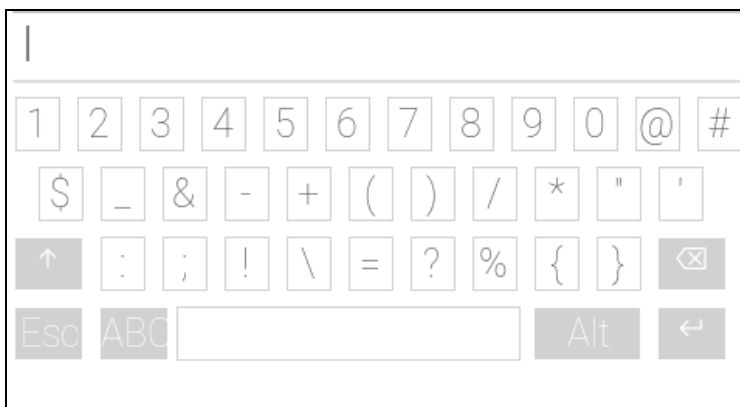 1 2 3 4 5 6 7 8 9 0 @ #
$ _ & - + ( ) / * " '
↑ : ; ! \ = ? % { } ⌫
Esc ABC Alt ↵